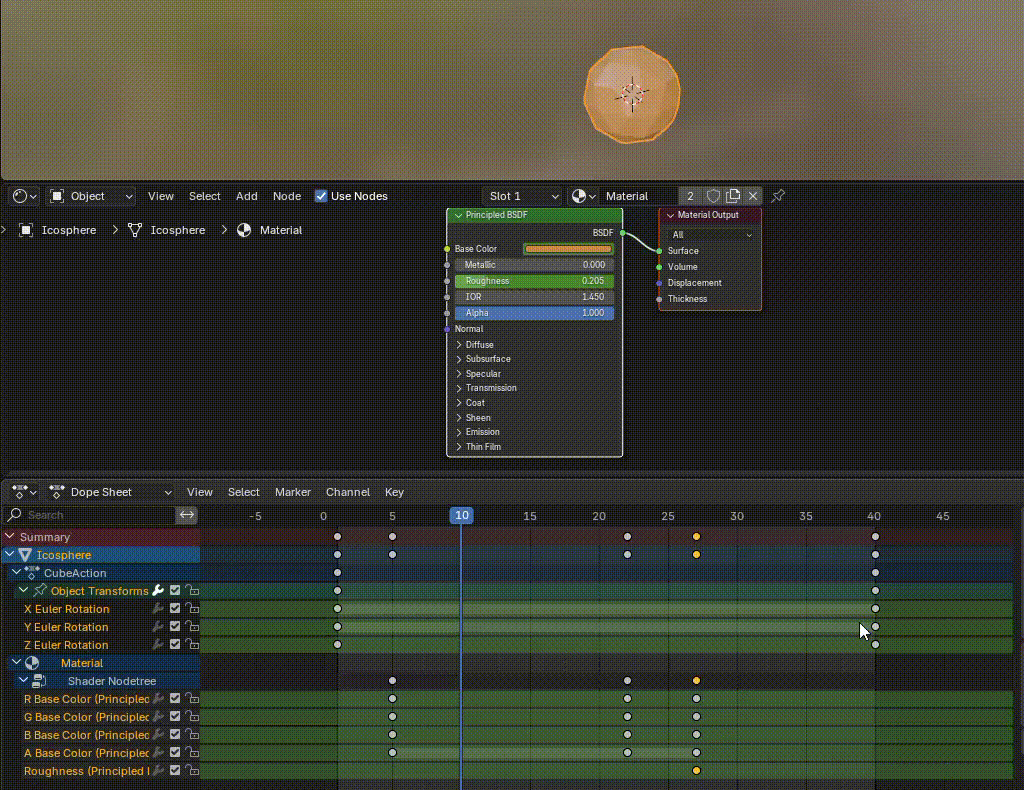 Object View Select Add Node Use Nodes Slot 1 Material 2
Icosphere Icosphere Material
Principled BSDF
BSDF
Base Color
Metallic 0.000
Roughness 0.205
IOR 1.450
Alpha 1.000
Normal
Diffuse
Subsurface
Specular
Transmission
Coat
Sheen
Emission
Thin Film
Material Output
All
Surface
Volume
Displacement
Thickness
Dope Sheet View Select Marker Channel Key
Search -5 0 5 10 15 20 25 30 35 40 45
Summary
Icosphere
CubeAction
Object Transforms
X Euler Rotation
Y Euler Rotation
Z Euler Rotation
Material
Shader Nodetree
R Base Color (Principled
G Base Color (Principled
B Base Color (Principled
A Base Color (Principled
Roughness (Principled